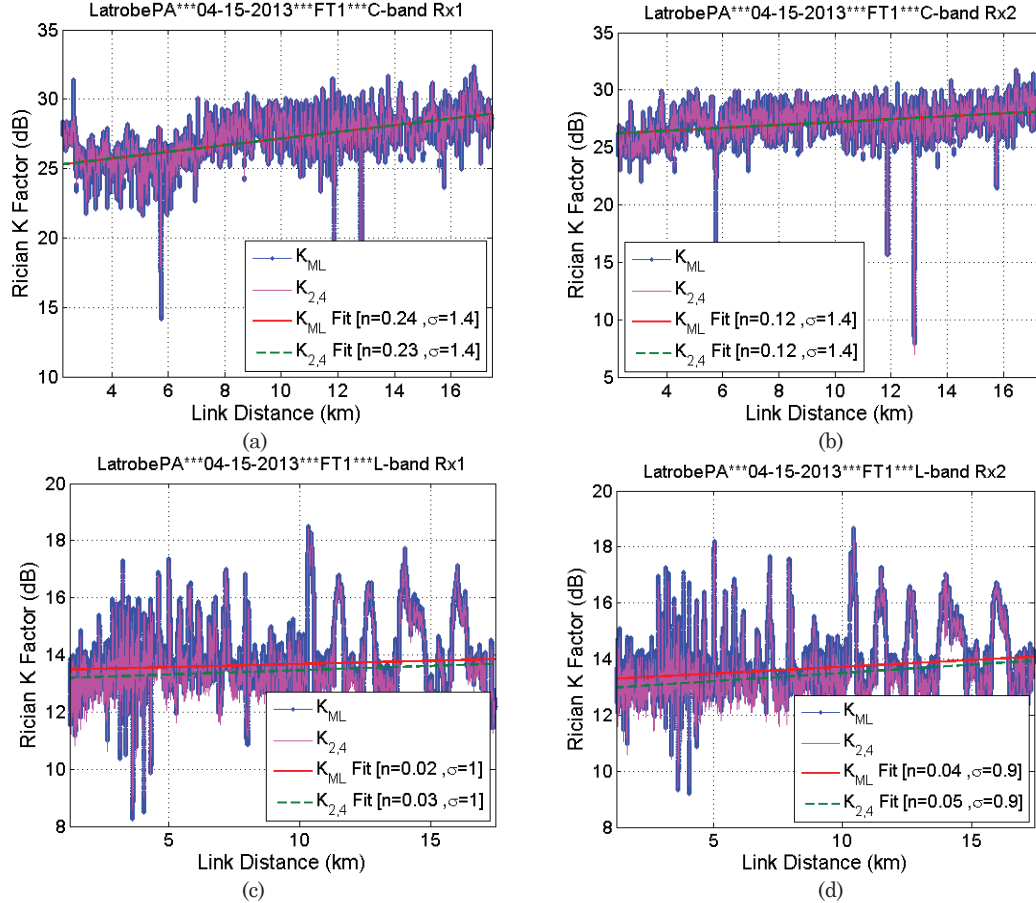 LatrobePA***04-15-2013***FT1***C-band Rx1
35
30
25
20
15
10
Rician K Factor (dB)
4
6
8
10
12
14
16
Link Distance (km)
K_ML
K_2,4
K_ML Fit [n=0.24 ,σ=1.4]
K_2,4 Fit [n=0.23 ,σ=1.4]
(a)
LatrobePA***04-15-2013***FT1***C-band Rx2
35
30
25
20
15
10
5
Rician K Factor (dB)
4
6
8
10
12
14
16
Link Distance (km)
K_ML
K_2,4
K_ML Fit [n=0.12 ,σ=1.4]
K_2,4 Fit [n=0.12 ,σ=1.4]
(b)
LatrobePA***04-15-2013***FT1***L-band Rx1
20
18
16
14
12
10
8
Rician K Factor (dB)
5
10
15
Link Distance (km)
K_ML
K_2,4
K_ML Fit [n=0.02 ,σ=1]
K_2,4 Fit [n=0.03 ,σ=1]
(c)
LatrobePA***04-15-2013***FT1***L-band Rx2
20
18
16
14
12
10
8
Rician K Factor (dB)
5
10
15
Link Distance (km)
K_ML
K_2,4
K_ML Fit [n=0.04 ,σ=0.9]
K_2,4 Fit [n=0.05 ,σ=0.9]
(d)